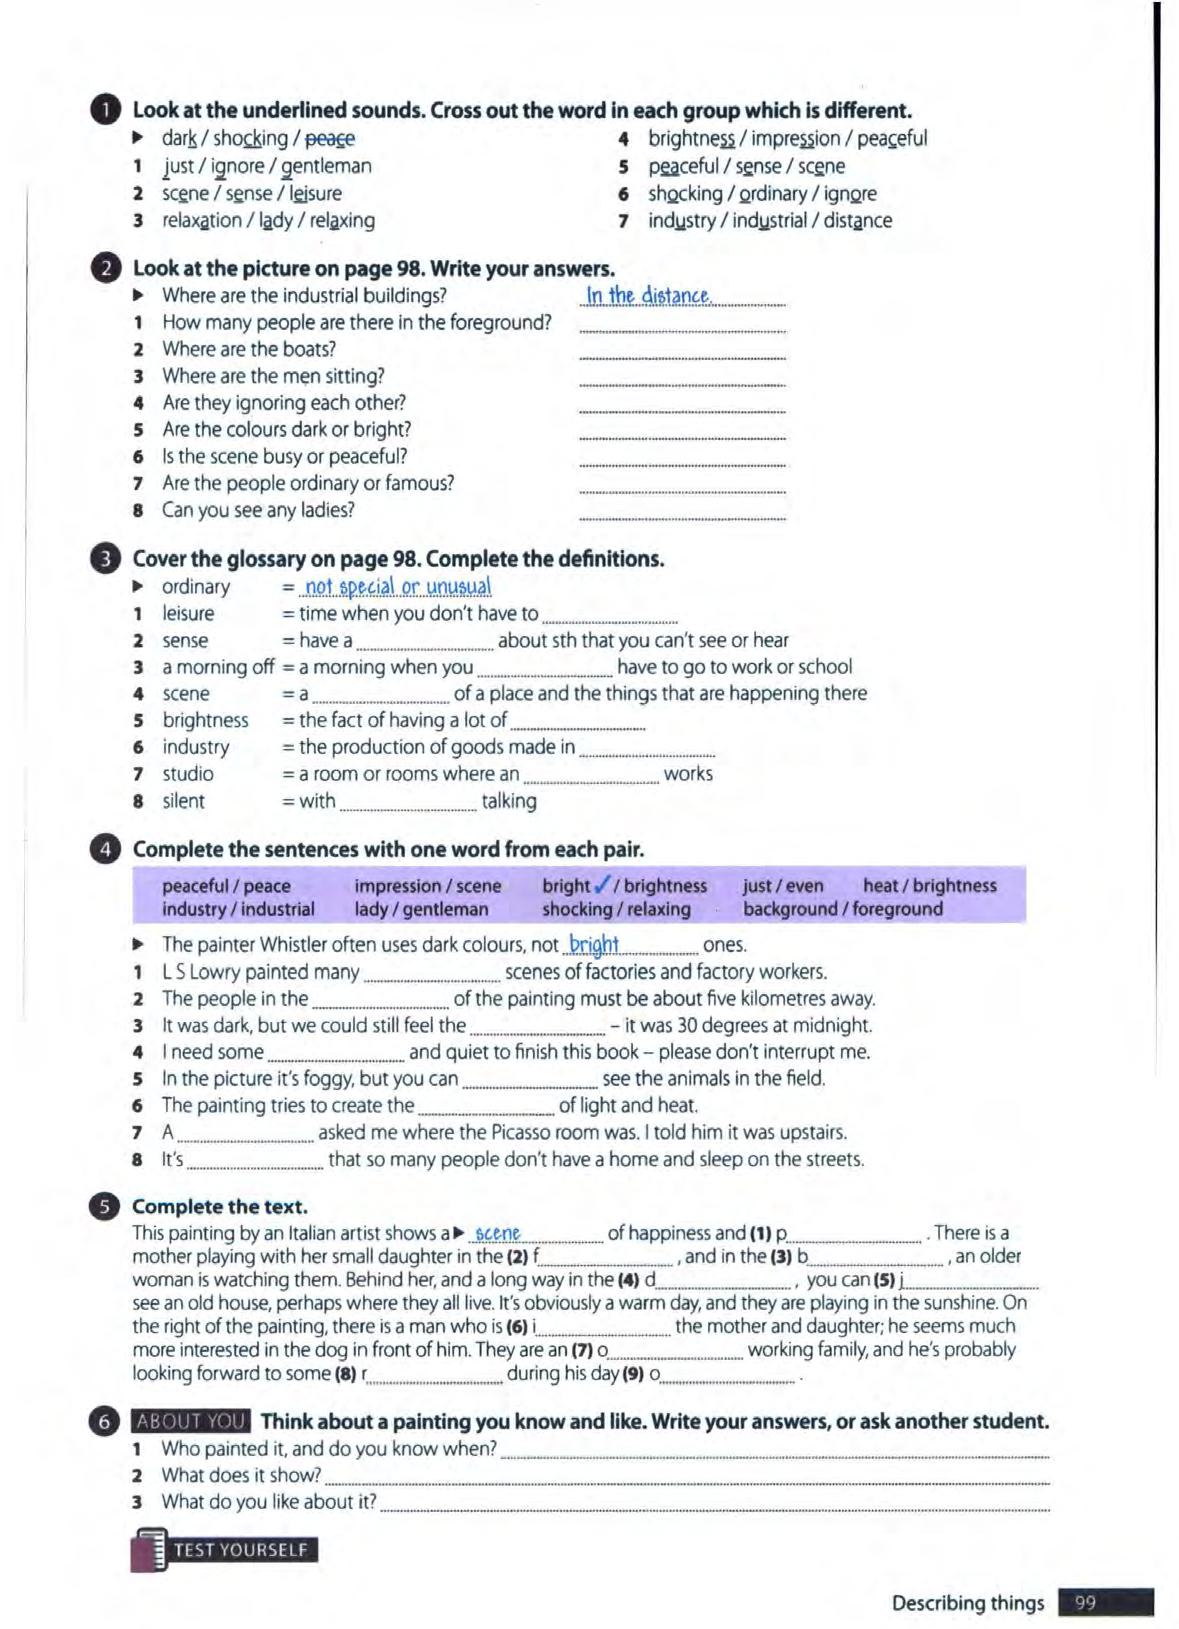 1 Look at the underlined sounds. Cross out the word in each group which is different.
▶ dark / shocking / peace
1 just / ignore / gentleman
2 scene / sense / leisure
3 relaxation / lady / relaxing
4 brightness / impression / peaceful
5 peaceful / sense / scene
6 shocking / ordinary / ignore
7 industry / industrial / distance
2 Look at the picture on page 98. Write your answers.
▶ Where are the industrial buildings? In the distance.
1 How many people are there in the foreground?
2 Where are the boats?
3 Where are the men sitting?
4 Are they ignoring each other?
5 Are the colours dark or bright?
6 Is the scene busy or peaceful?
7 Are the people ordinary or famous?
8 Can you see any ladies?
3 Cover the glossary on page 98. Complete the definitions.
▶ ordinary = not special or unusual
1 leisure = time when you don't have to
2 sense = have a ............ about sth that you can't see or hear
3 a morning off = a morning when you ............ have to go to work or school
4 scene = a ............ of a place and the things that are happening there
5 brightness = the fact of having a lot of ............
6 industry = the production of goods made in ............
7 studio = a room or rooms where an ............ works
8 silent = with ............ talking
4 Complete the sentences with one word from each pair.
peaceful / peace impression / scene bright ✓ / brightness just / even heat / brightness
industry / industrial lady / gentleman shocking / relaxing background / foreground
▶ The painter Whistler often uses dark colours, not bright ............ ones.
1 L S Lowry painted many ............ scenes of factories and factory workers.
2 The people in the ............ of the painting must be about five kilometres away.
3 It was dark, but we could still feel the ............ – it was 30 degrees at midnight.
4 I need some ............ and quiet to finish this book – please don't interrupt me.
5 In the picture it's foggy, but you can ............ see the animals in the field.
6 The painting tries to create the ............ of light and heat.
7 A ............ asked me where the Picasso room was. I told him it was upstairs.
8 It's ............ that so many people don't have a home and sleep on the streets.
5 Complete the text.
This painting by an Italian artist shows a ▶ scene ............ of happiness and (1) p............ . There is a
mother playing with her small daughter in the (2) f............ , and in the (3) b............ , an older
woman is watching them. Behind her, and a long way in the (4) d............ , you can (5) j............
see an old house, perhaps where they all live. It's obviously a warm day, and they are playing in the sunshine. On
the right of the painting, there is a man who is (6) i............ the mother and daughter; he seems much
more interested in the dog in front of him. They are an (7) o............ working family, and he's probably
looking forward to some (8) r............ during his day (9) o............ .
6 ABOUT YOU Think about a painting you know and like. Write your answers, or ask another student.
1 Who painted it, and do you know when?
2 What does it show?
3 What do you like about it?
TEST YOURSELF
Describing things 99